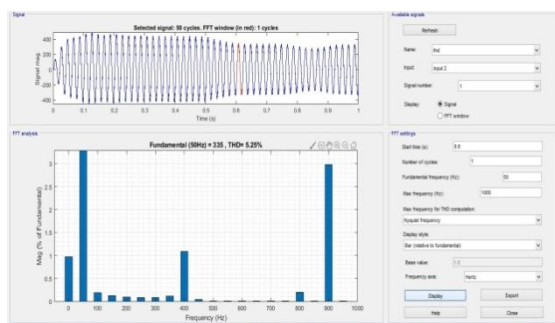 Signal
Selected signal: 50 cycles. FFT window (in red): 1 cycles
Signal mag.
400
200
0
-200
-400
0 0.1 0.2 0.3 0.4 0.5 0.6 0.7 0.8 0.9 1
Time (s)
FFT analysis
Fundamental (50Hz) = 335 , THD= 5.25%
Mag (% of Fundamental)
3
2.5
2
1.5
1
0.5
0
0 100 200 300 400 500 600 700 800 900 1000
Frequency (Hz)
Available signals
Refresh
Name:
Input: input 2
Signal number: 1
Display: Signal
FFT window
FFT settings
Start time (s):
Number of cycles: 1
Fundamental frequency (Hz): 50
Max frequency (Hz): 1000
Max frequency for THD computation:
Nyquist frequency
Display style:
Bar (relative to fundamental)
Base value: 1.0
Frequency axis: Hertz
Display Export
Help Close